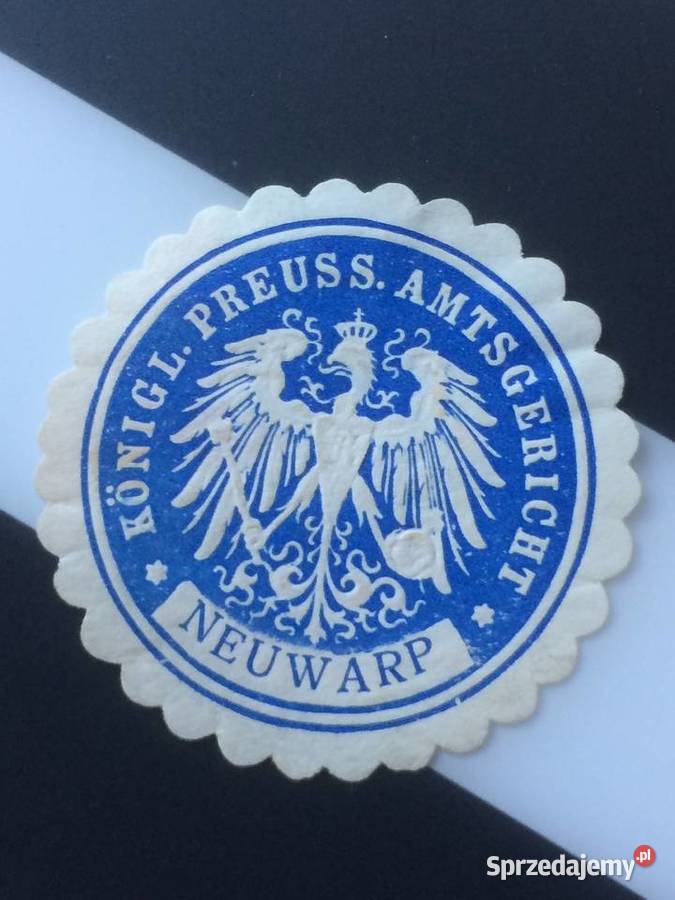 KÖNIGL. PREUSS. AMTSGERICHT
NEUWARP
Sprzedajemy.pl